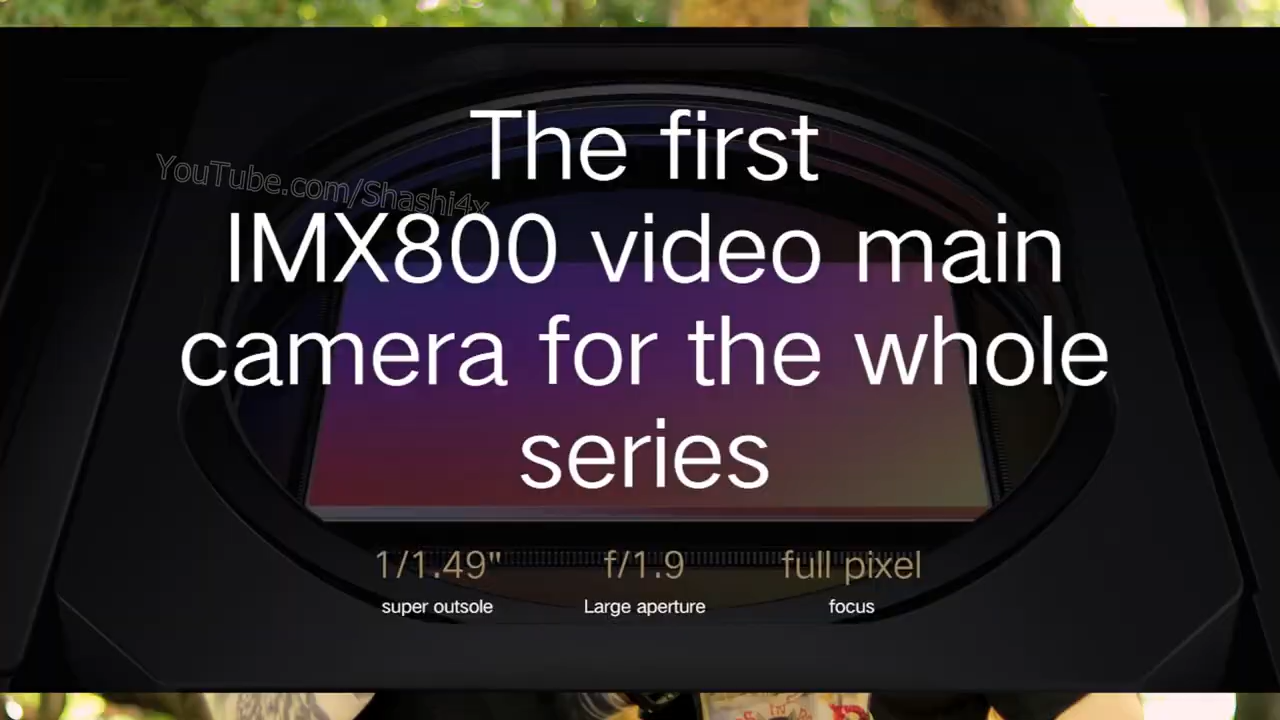 The first
YouTube.com/Shashi4x
IMX800 video main
camera for the whole
series
1/1.49" f/1.9 full pixel
super outsole Large aperture focus